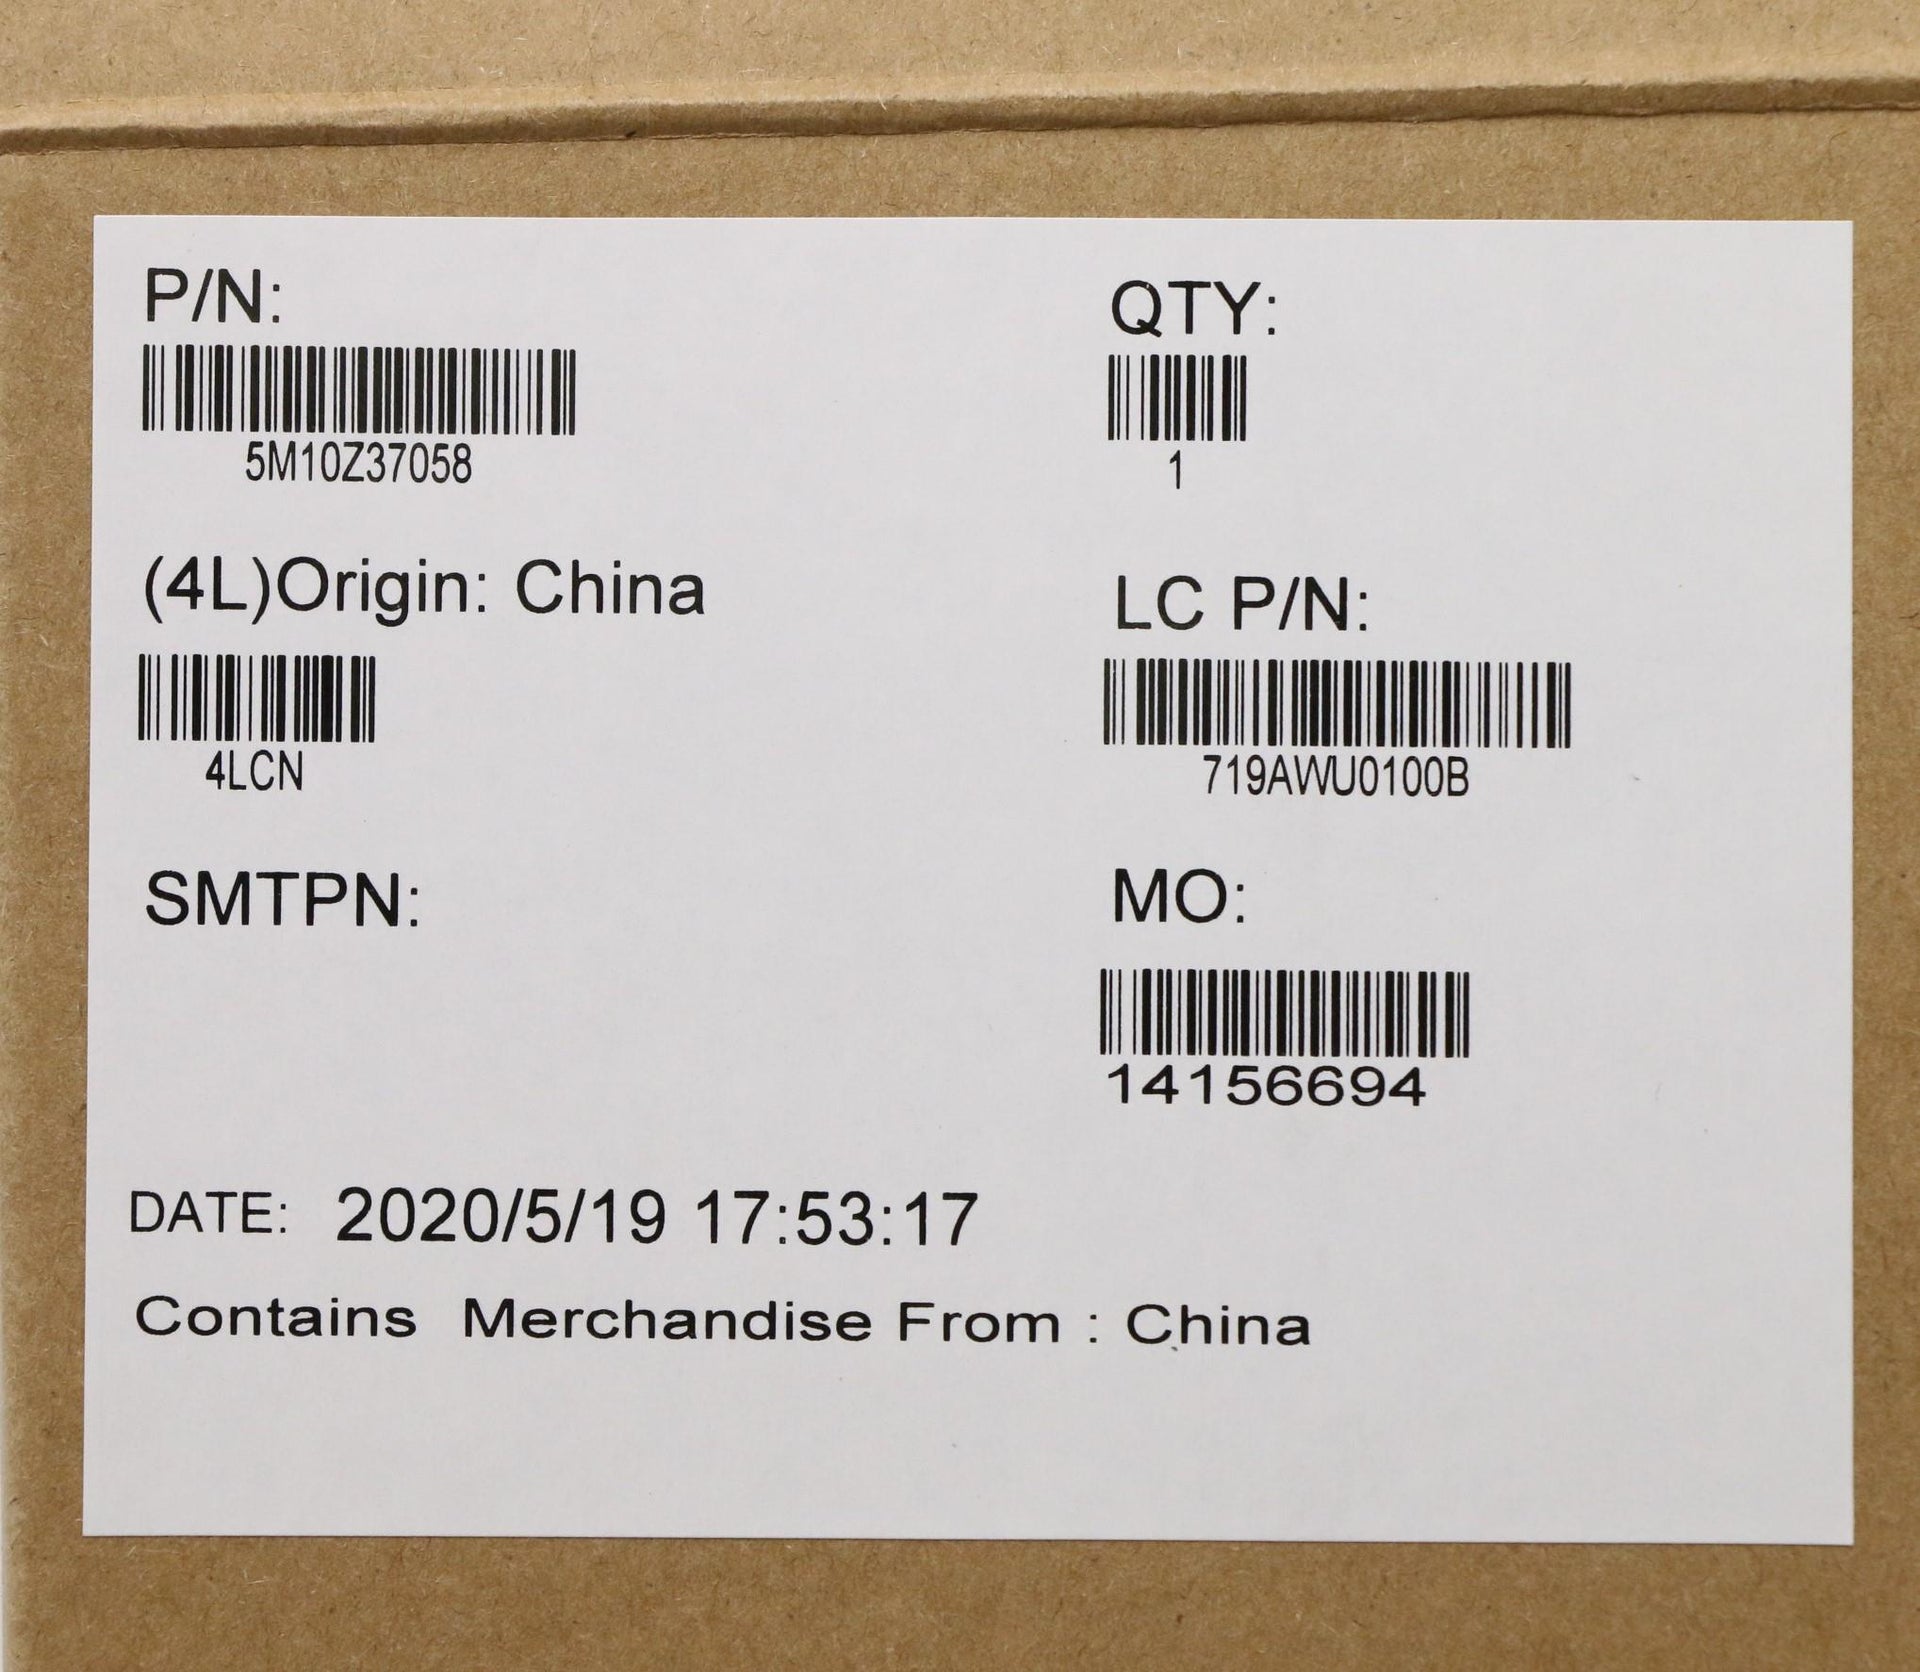 P/N:
5M10Z37058
QTY:
1
(4L)Origin: China
4LCN
LC P/N:
719AWU0100B
SMTPN:
MO:
14156694
DATE: 2020/5/19 17:53:17
Contains Merchandise From : China